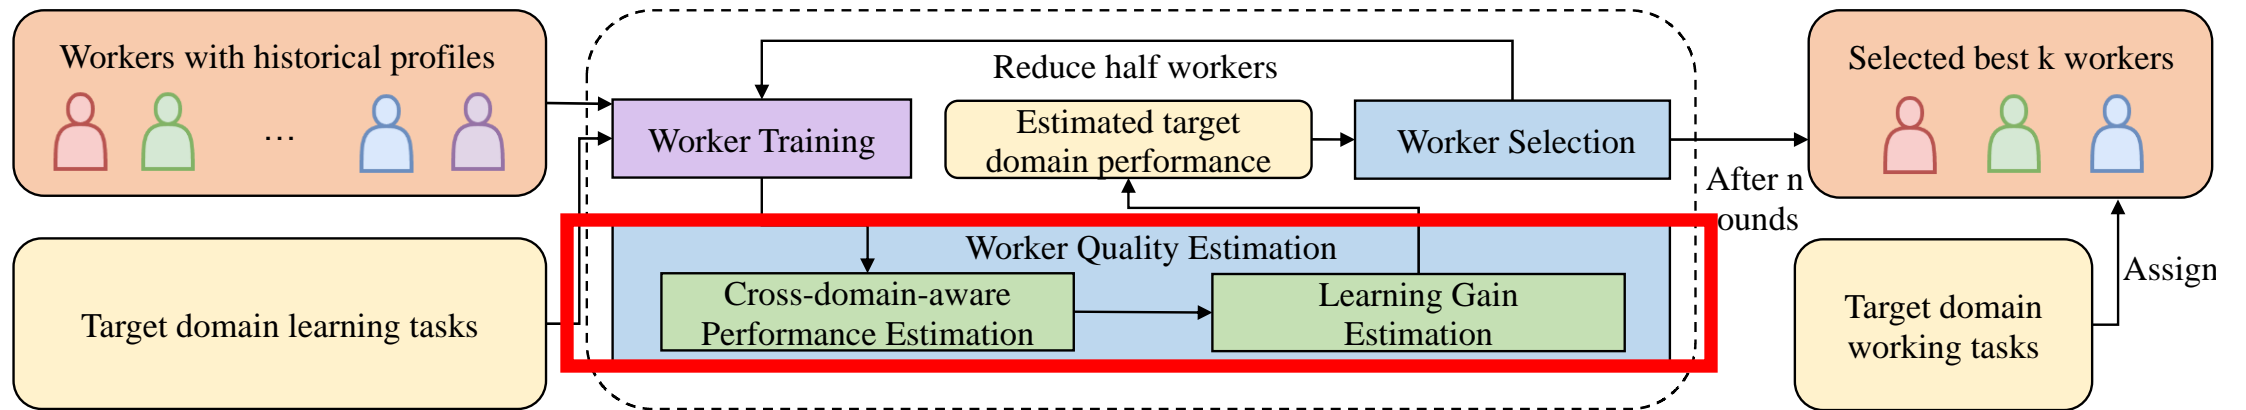 Workers with historical profiles
...
Target domain learning tasks
Reduce half workers
Worker Training
Estimated target
domain performance
Worker Selection
Worker Quality Estimation
Cross-domain-aware
Performance Estimation
Learning Gain
Estimation
After n
ounds
Selected best k workers
Assign
Target domain
working tasks